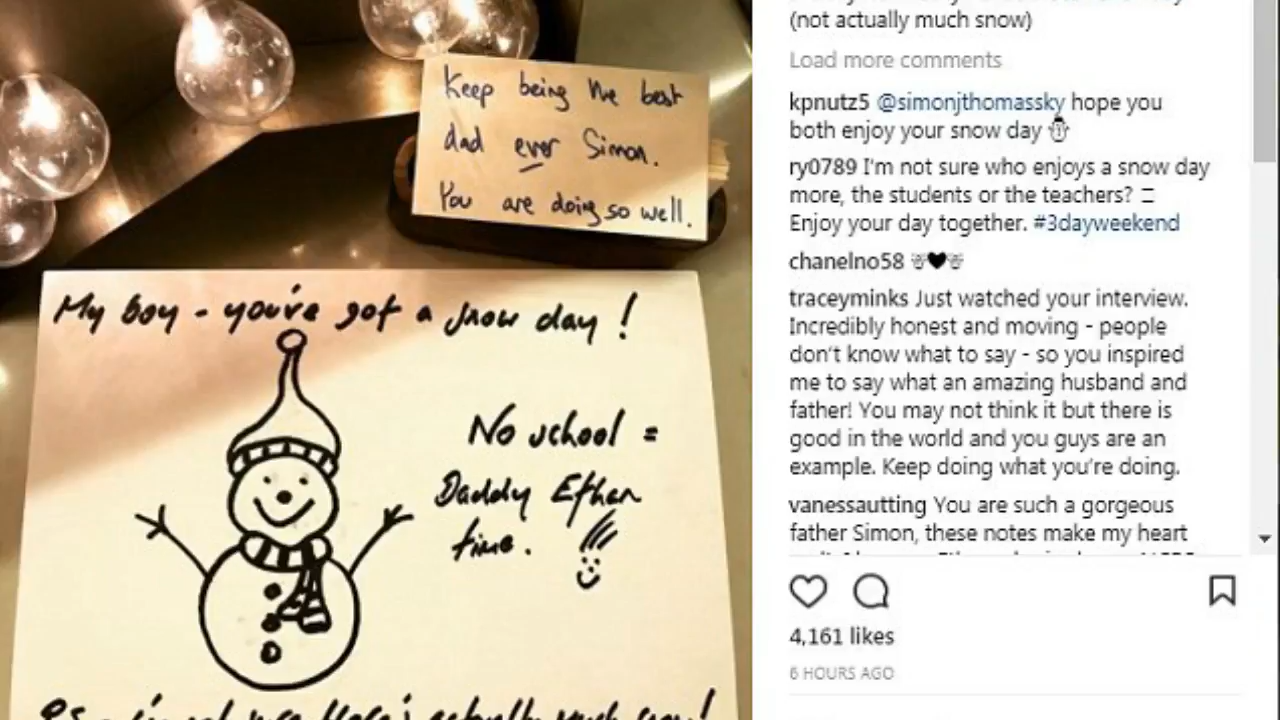 Keep being the best
dad ever Simon.
You are doing so well.
My boy - you've got a snow day!
No school =
Daddy Ethan
time.
(not actually much snow)
Load more comments
kpnutz5 @simonjthomassky hope you
both enjoy your snow day
ry0789 I'm not sure who enjoys a snow day
more, the students or the teachers?
Enjoy your day together. #3dayweekend
chanelno58
traceyminks Just watched your interview.
Incredibly honest and moving - people
don't know what to say - so you inspired
me to say what an amazing husband and
father! You may not think it but there is
good in the world and you guys are an
example. Keep doing what you're doing.
vanessautting You are such a gorgeous
father Simon, these notes make my heart
4,161 likes
6 HOURS AGO